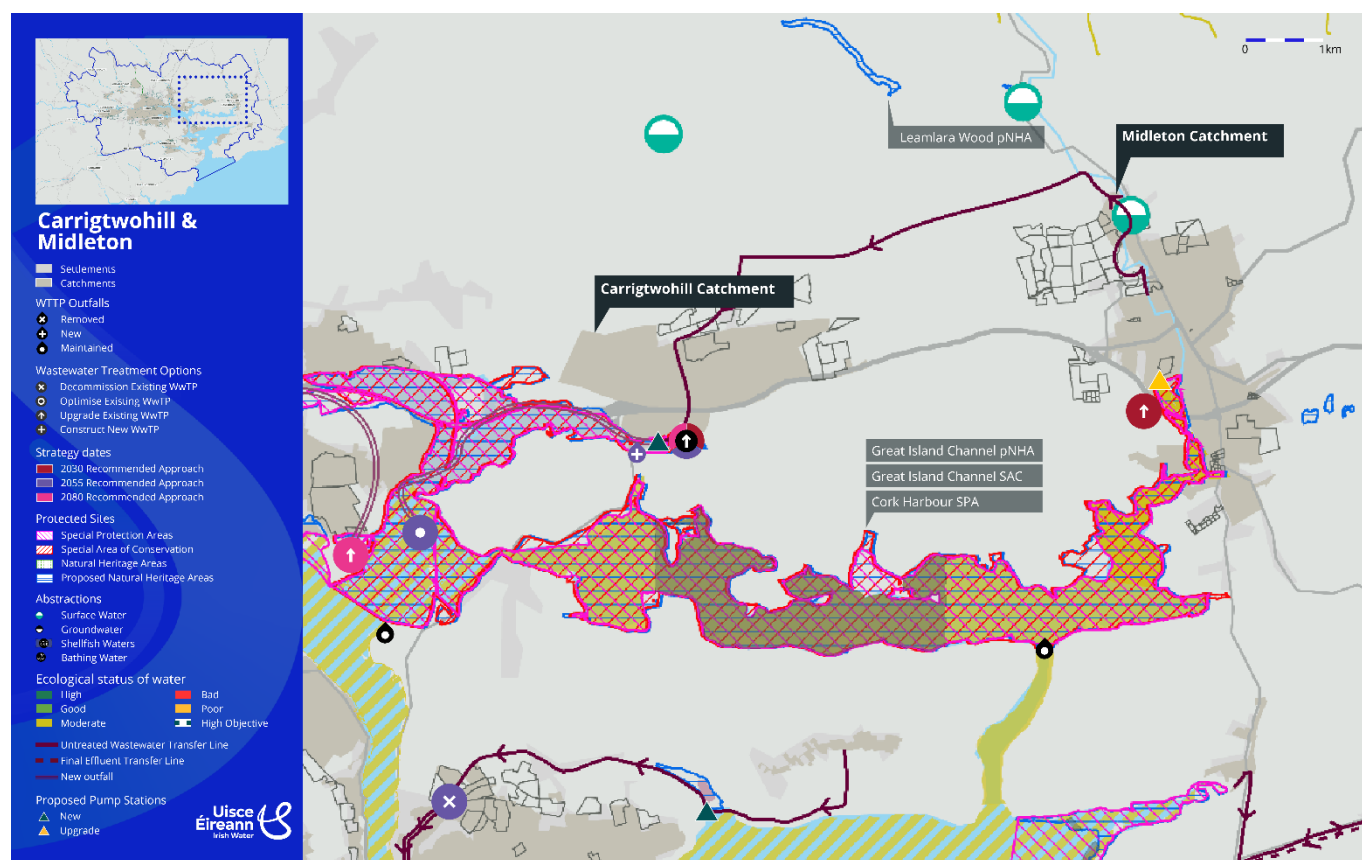 Carrigtwohill &
Midleton
Settlements
Catchments
WTTP Outfalls
Removed
New
Maintained
Wastewater Treatment Options
Decommission Existing WwTP
Optimise Existing WwTP
Upgrade Existing WwTP
Construct New WwTP
Strategy dates
2030 Recommended Approach
2055 Recommended Approach
2080 Recommended Approach
Protected Sites
Special Protection Areas
Special Area of Conservation
Natural Heritage Areas
Proposed Natural Heritage Areas
Abstractions
Surface Water
Groundwater
Shellfish Waters
Bathing Water
Ecological status of water
High
Good
Moderate
Bad
Poor
High Objective
Untreated Wastewater Transfer Line
Final Effluent Transfer Line
New outfall
Proposed Pump Stations
New
Upgrade
Uisce
Éireann
Irish Water
0 1km
Leamlara Wood pNHA
Midleton Catchment
Carrigtwohill Catchment
Great Island Channel pNHA
Great Island Channel SAC
Cork Harbour SPA